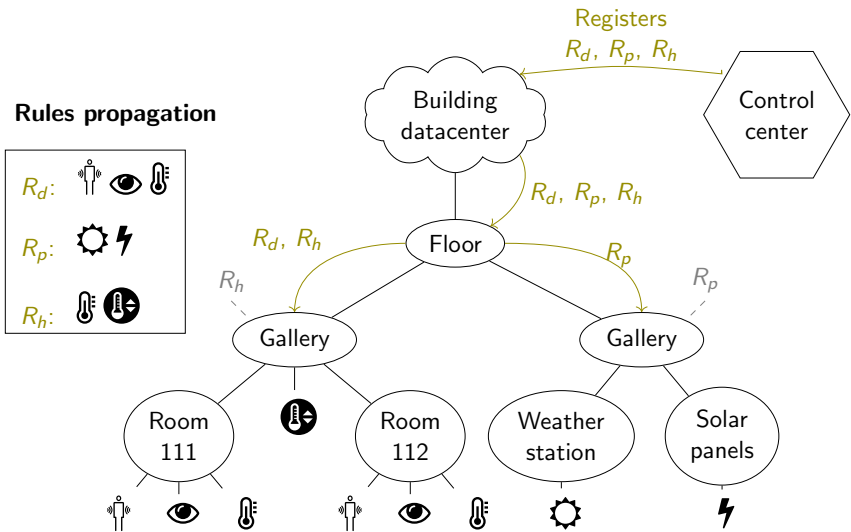 Registers
R_d, R_p, R_h
Building
datacenter
Control
center
Rules propagation
R_d:
R_p:
R_h:
R_d, R_p, R_h
R_d, R_h
Floor
R_p
R_h
R_p
Gallery
Gallery
Room
111
Room
112
Weather
station
Solar
panels